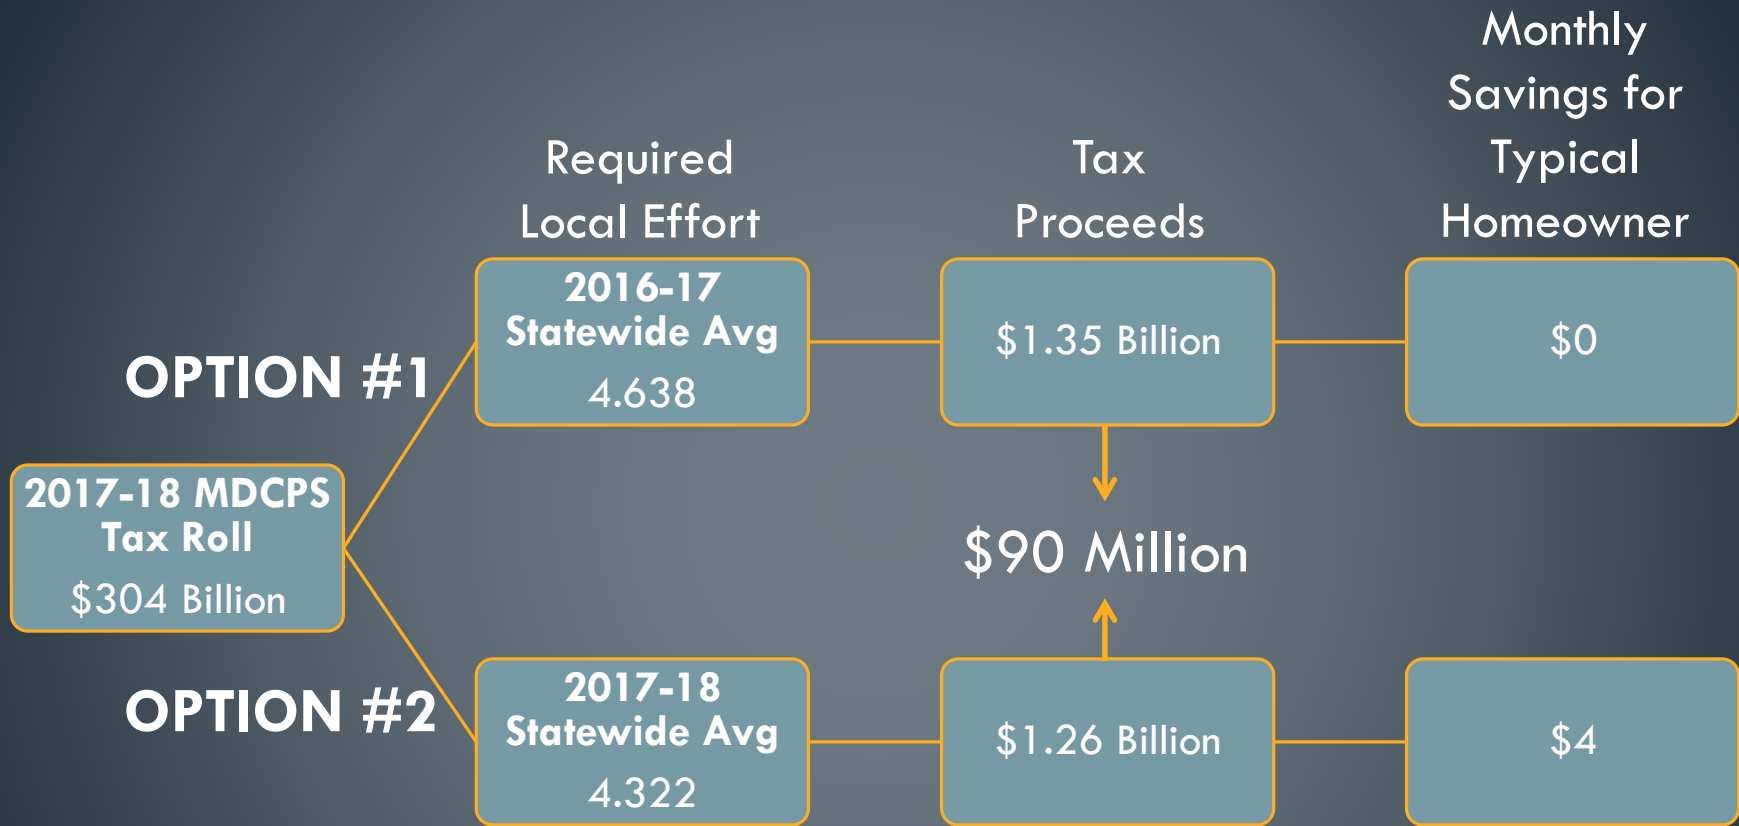 Monthly
Savings for
Typical
Homeowner
Required
Local Effort
Tax
Proceeds
OPTION #1
2016-17
Statewide Avg
4.638
$1.35 Billion
$0
2017-18 MDCPS
Tax Roll
$304 Billion
$90 Million
OPTION #2
2017-18
Statewide Avg
4.322
$1.26 Billion
$4